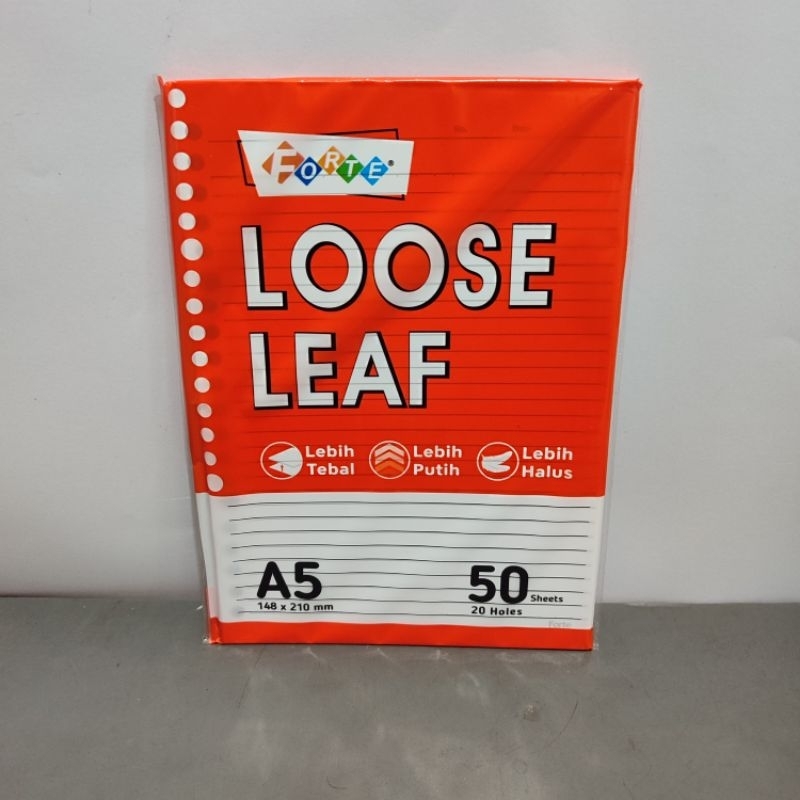 FORTE®
LOOSE
LEAF
Lebih Tebal
Lebih Putih
Lebih Halus
A5
148 x 210 mm
50 Sheets
20 Holes
Forte